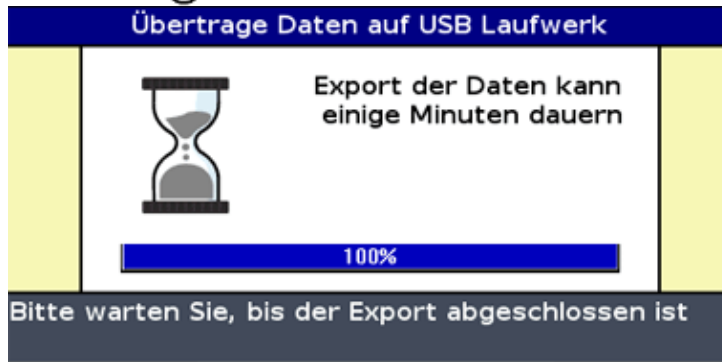 Übertrage Daten auf USB Laufwerk
Export der Daten kann
einige Minuten dauern
100%
Bitte warten Sie, bis der Export abgeschlossen ist